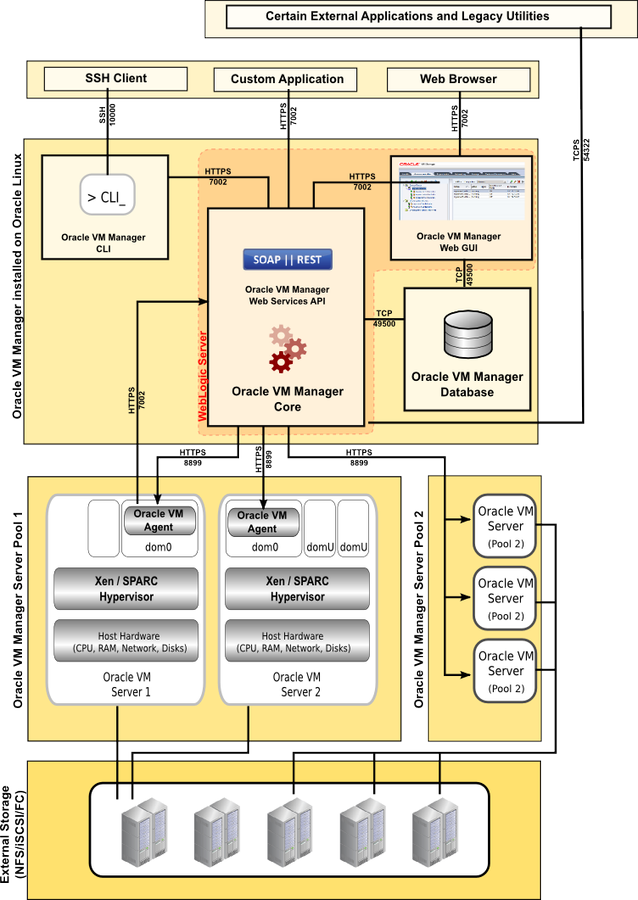 Certain External Applications and Legacy Utilities
SSH Client
Custom Application
Web Browser
SSH
10000
HTTPS
7002
HTTPS
7002
TCPS
54322
Oracle VM Manager installed on Oracle Linux
> CLI_
Oracle VM Manager
CLI
HTTPS
7002
HTTPS
7002
Oracle VM Manager
Web GUI
SOAP || REST
Oracle VM Manager
Web Services API
Oracle VM Manager
Core
WebLogic Server
TCP
49500
TCP
49500
Oracle VM Manager
Database
HTTPS
7002
HTTPS
8899
HTTPS
8899
HTTPS
8899
Oracle VM Manager Server Pool 1
Oracle VM
Agent
dom0
Xen / SPARC
Hypervisor
Host Hardware
(CPU, RAM, Network, Disks)
Oracle VM
Server 1
Oracle VM
Agent
dom0
domU
domU
Xen / SPARC
Hypervisor
Host Hardware
(CPU, RAM, Network, Disks)
Oracle VM
Server 2
Oracle VM Manager Server Pool 2
Oracle VM
Server
(Pool 2)
Oracle VM
Server
(Pool 2)
Oracle VM
Server
(Pool 2)
External Storage
(NFS/iSCSI/FC)